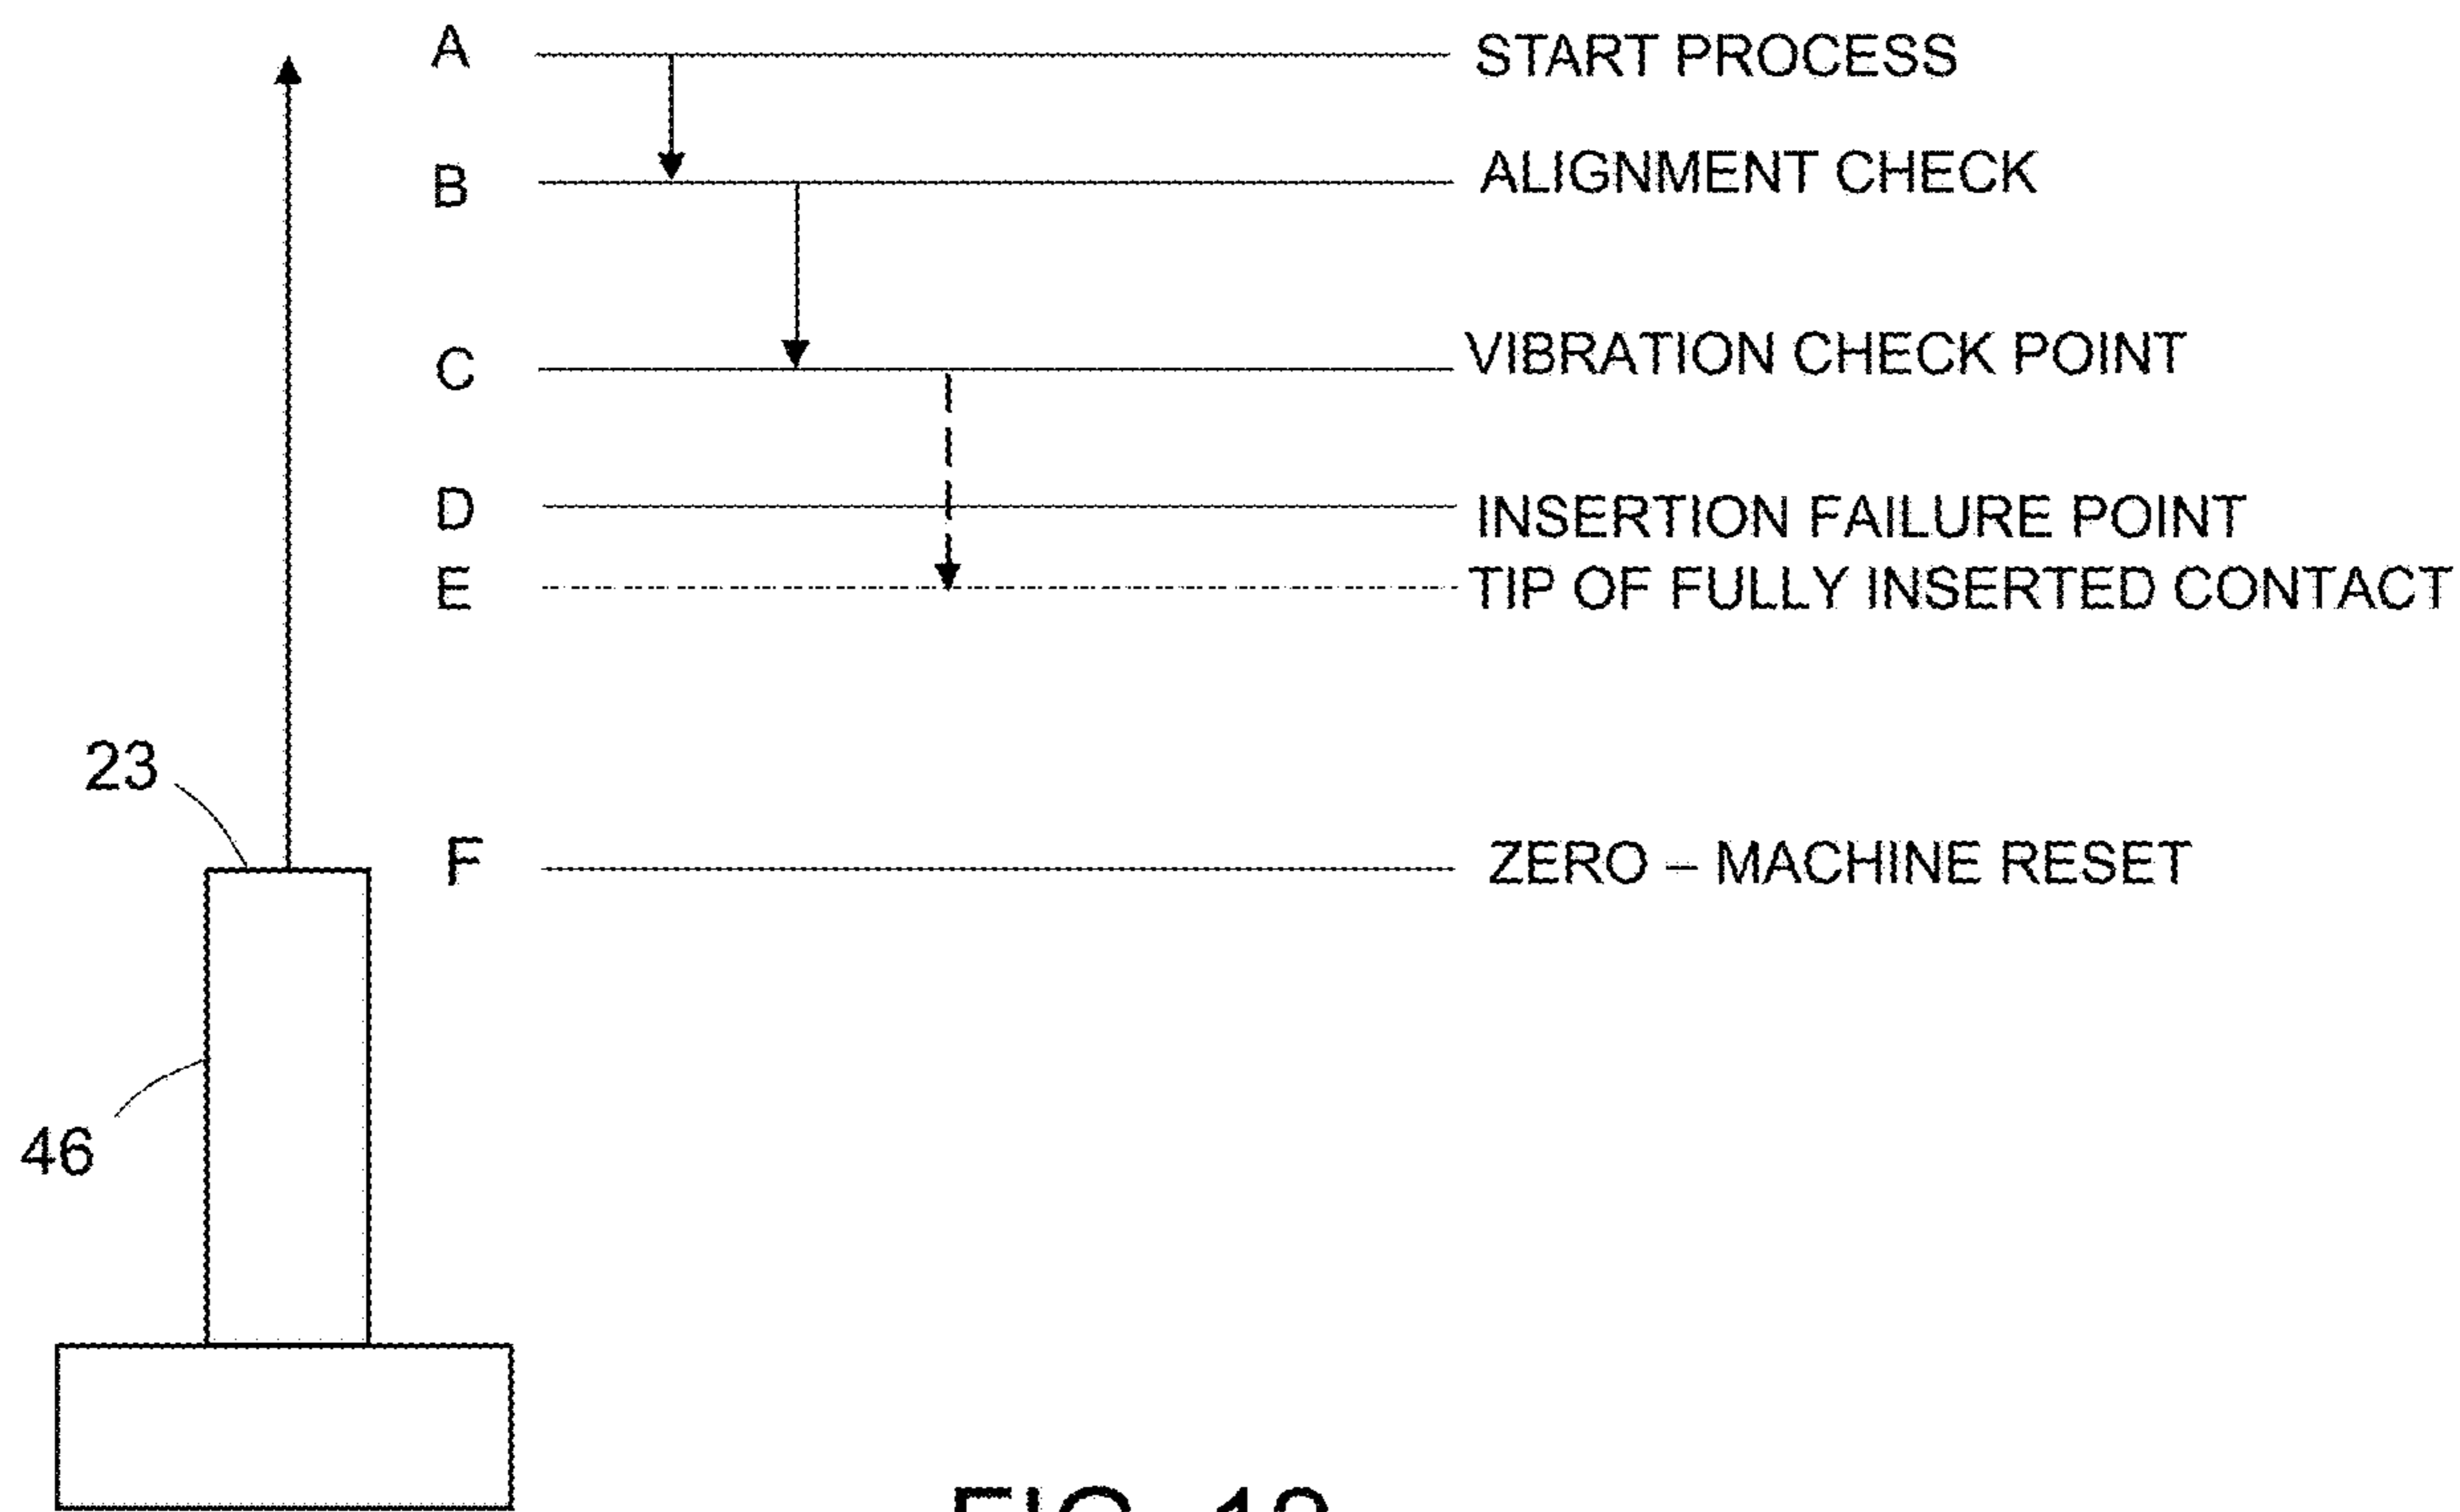 A START PROCESS
B ALIGNMENT CHECK
C VIBRATION CHECK POINT
D INSERTION FAILURE POINT
E TIP OF FULLY INSERTED CONTACT
23
F ZERO – MACHINE RESET
46